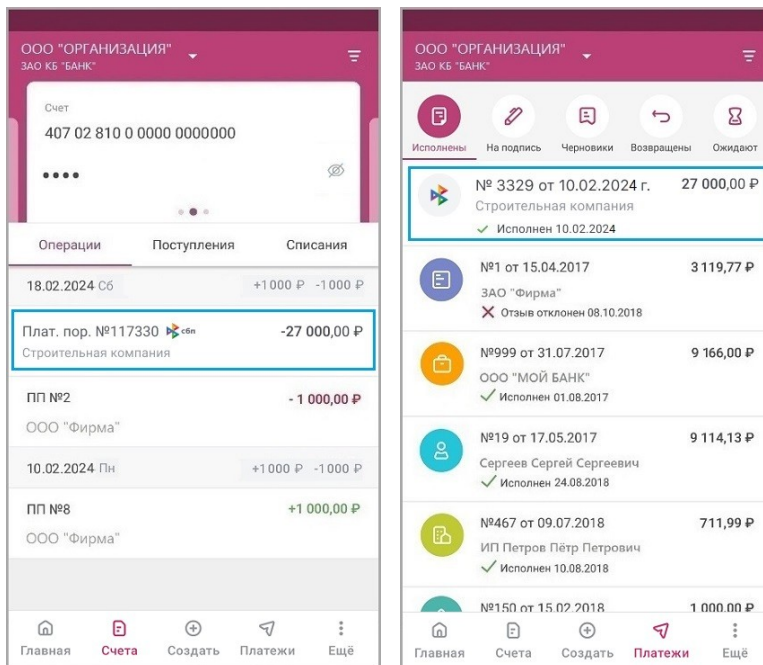 ООО "ОРГАНИЗАЦИЯ"
ЗАО КБ "БАНК"
Счет
407 02 810 0 0000 0000000
••••
Операции Поступления Списания
18.02.2024 Сб +1000 ₽ -1000 ₽
Плат. пор. №117330 сбп -27 000,00 ₽
Строительная компания
ПП №2 - 1 000,00 ₽
ООО "Фирма"
10.02.2024 Пн +1000 ₽ -1000 ₽
ПП №8 +1 000,00 ₽
ООО "Фирма"
Главная Счета Создать Платежи Ещё
ООО "ОРГАНИЗАЦИЯ"
ЗАО КБ "БАНК"
Исполнены На подпись Черновики Возвращены Ожидают
№ 3329 от 10.02.2024 г. 27 000,00 ₽
Строительная компания
Исполнен 10.02.2024
№1 от 15.04.2017 3 119,77 ₽
ЗАО "Фирма"
Отзыв отклонен 08.10.2018
№999 от 31.07.2017 9 166,00 ₽
ООО "МОЙ БАНК"
Исполнен 01.08.2017
№19 от 17.05.2017 9 114,13 ₽
Сергеев Сергей Сергеевич
Исполнен 24.08.2018
№467 от 09.07.2018 711,99 ₽
ИП Петров Пётр Петрович
Исполнен 10.08.2018
№150 от 15.02.2018 1 000,00 ₽
Главная Счета Создать Платежи Ещё